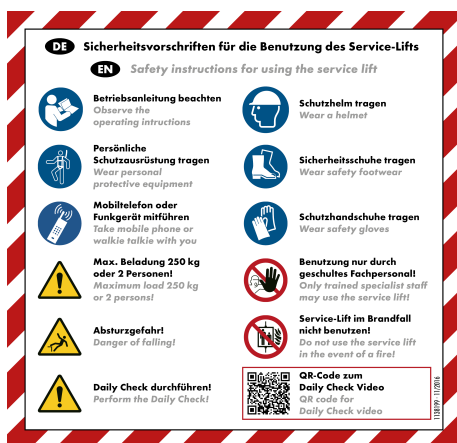 DE Sicherheitsvorschriften für die Benutzung des Service-Lifts
EN Safety instructions for using the service lift
Betriebsanleitung beachten
Observe the
operating intructions
Schutzhelm tragen
Wear a helmet
Persönliche
Schutzausrüstung tragen
Wear personal
protective equipment
Sicherheitsschuhe tragen
Wear safety footwear
Mobiltelefon oder
Funkgerät mitführen
Take mobile phone or
walkie talkie with you
Schutzhandschuhe tragen
Wear safety gloves
Max. Beladung 250 kg
oder 2 Personen!
Maximum load 250 kg
or 2 persons!
Benutzung nur durch
geschultes Fachpersonal!
Only trained specialist staff
may use the service lift!
Absturzgefahr!
Danger of falling!
Service-Lift im Brandfall
nicht benutzen!
Do not use the service lift
in the event of a fire!
Daily Check durchführen!
Perform the Daily Check!
QR-Code zum
Daily Check Video
QR code for
Daily Check video
1138199 - 11/2016